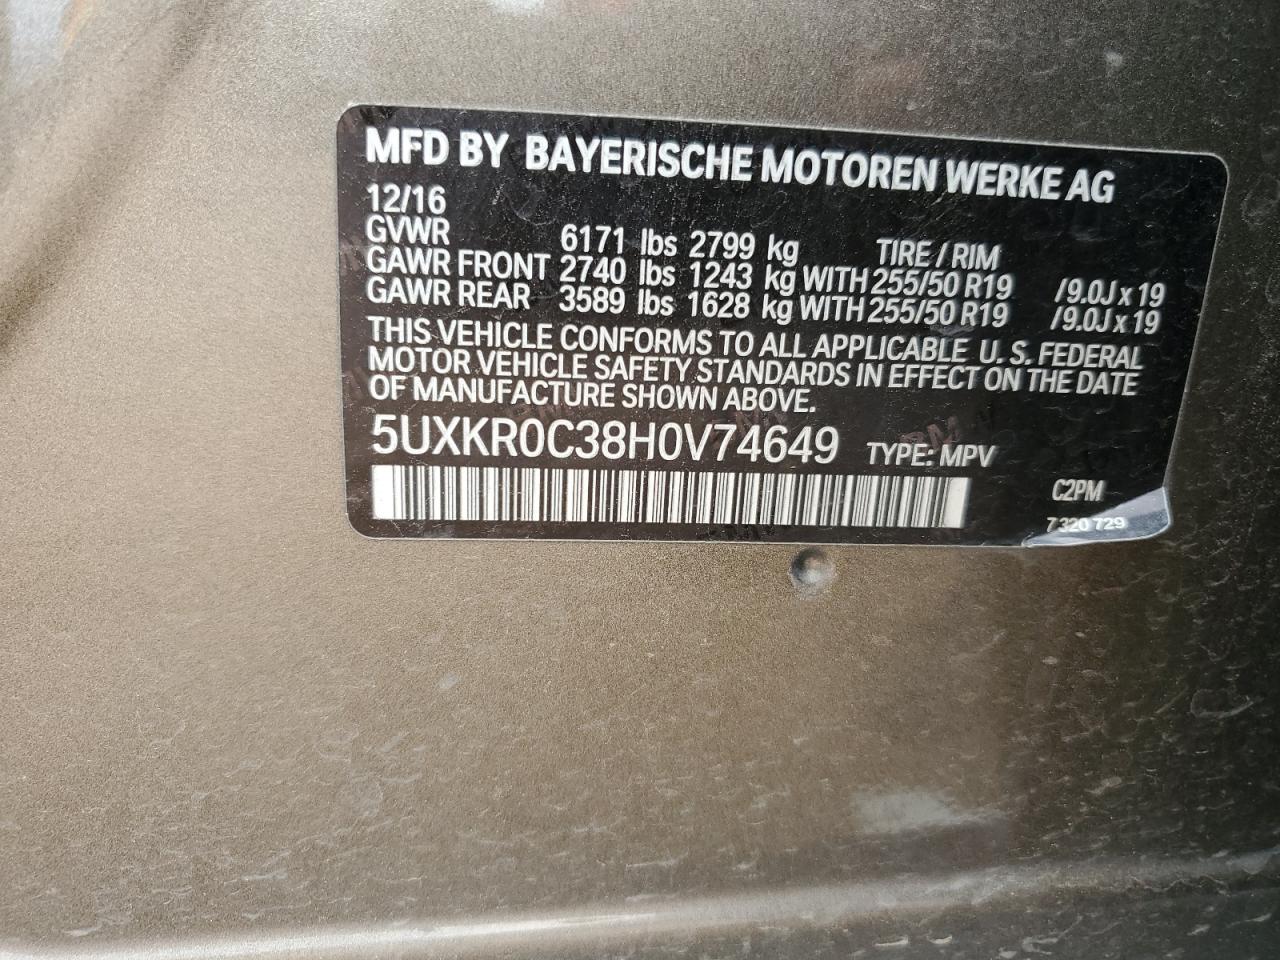 MFD BY BAYERISCHE MOTOREN WERKE AG
12/16
GVWR 6171 lbs 2799 kg TIRE / RIM
GAWR FRONT 2740 lbs 1243 kg WITH 255/50 R19 /9.0J x 19
GAWR REAR 3589 lbs 1628 kg WITH 255/50 R19 /9.0J x 19
THIS VEHICLE CONFORMS TO ALL APPLICABLE U. S. FEDERAL
MOTOR VEHICLE SAFETY STANDARDS IN EFFECT ON THE DATE
OF MANUFACTURE SHOWN ABOVE.
5UXKR0C38H0V74649 TYPE: MPV
C2PM
7 320 729